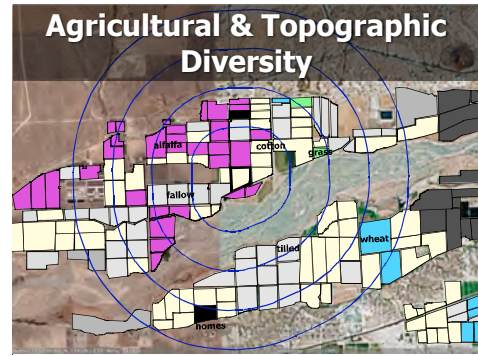 Agricultural & Topographic
Diversity
alfalfa
cotton
grass
fallow
wheat
tilled
homes